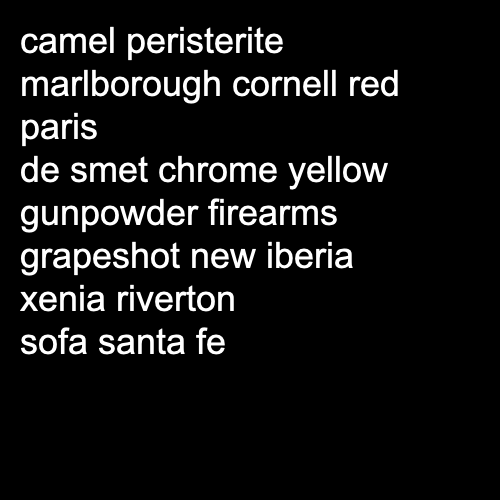 camel peristerite
marlborough cornell red
paris
de smet chrome yellow
gunpowder firearms
grapeshot new iberia
xenia riverton
sofa santa fe